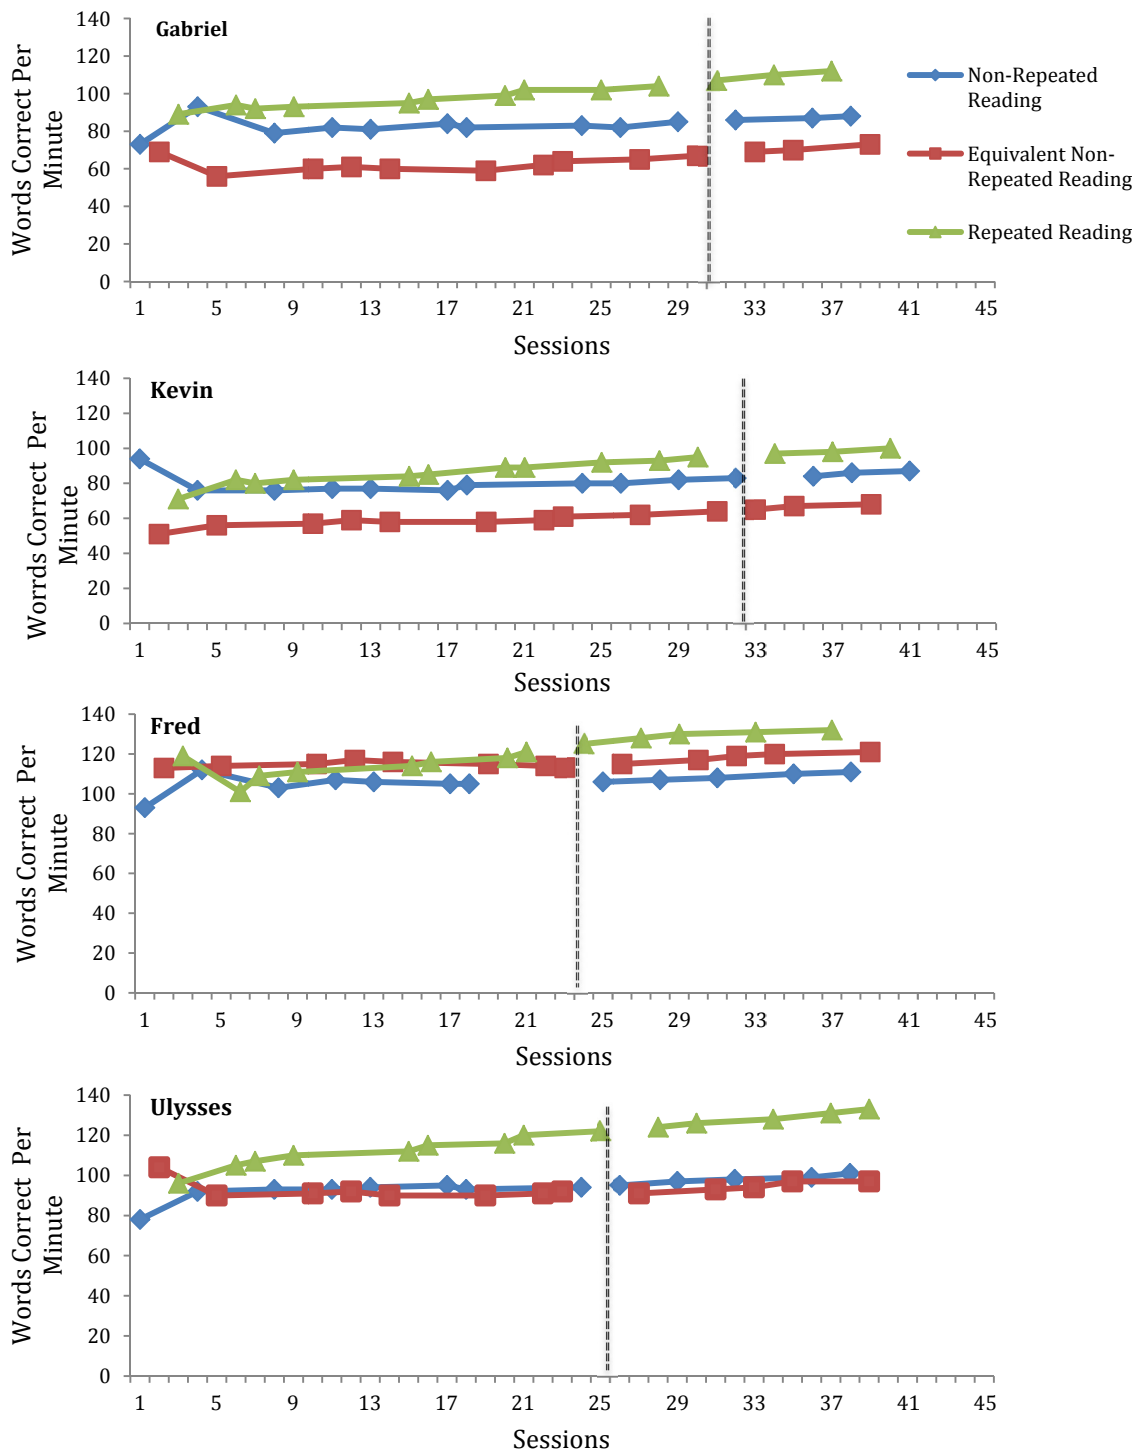 Gabriel
Words Correct Per
Minute
140
120
100
80
60
40
20
0
1 5 9 13 17 21 25 29 33 37 41 45
Sessions
Non-Repeated
Reading
Equivalent Non-
Repeated Reading
Repeated Reading
Kevin
Worrds Correct Per
Minute
140
120
100
80
60
40
20
0
1 5 9 13 17 21 25 29 33 37 41 45
Sessions
Fred
Words Correct Per
Minute
140
120
100
80
60
40
20
0
1 5 9 13 17 21 25 29 33 37 41 45
Sessions
Ulysses
Words Correct Per
Minute
140
120
100
80
60
40
20
0
1 5 9 13 17 21 25 29 33 37 41 45
Sessions